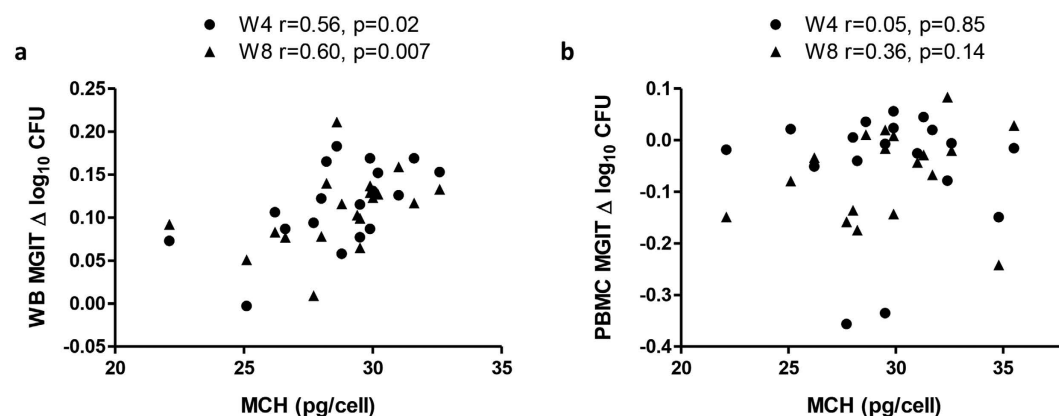 a
● W4 r=0.56, p=0.02
▲ W8 r=0.60, p=0.007
WB MGIT Δ log10 CFU
0.25
0.20
0.15
0.10
0.05
0.00
-0.05
20 25 30 35
MCH (pg/cell)
b
● W4 r=0.05, p=0.85
▲ W8 r=0.36, p=0.14
PBMC MGIT Δ log10 CFU
0.1
0.0
-0.1
-0.2
-0.3
-0.4
20 25 30 35
MCH (pg/cell)